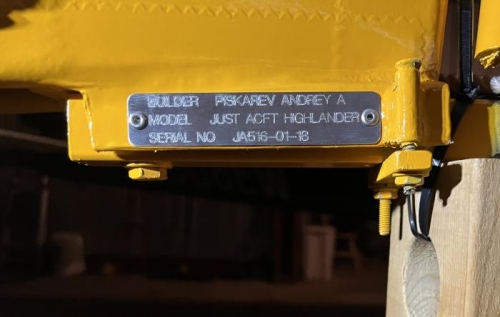 BUILDER PISKAREV ANDREY A
MODEL JUST ACFT HIGHLANDER
SERIAL NO JA516-01-18